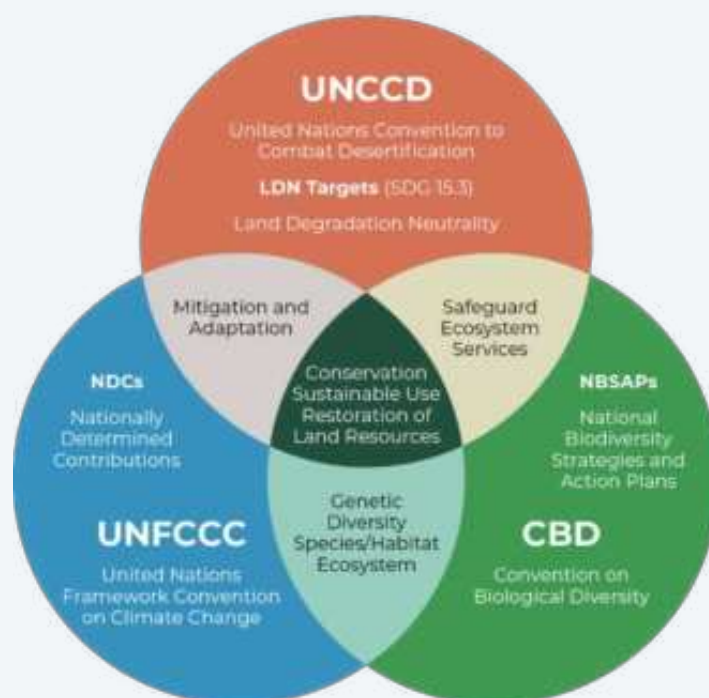 UNCCD
United Nations Convention to
Combat Desertification
LDN Targets (SDG 15.3)
Land Degradation Neutrality
Mitigation and
Adaptation
Safeguard
Ecosystem
Services
Conservation
Sustainable Use
Restoration of
Land Resources
NDCs
Nationally
Determined
Contributions
UNFCCC
United Nations
Framework Convention
on Climate Change
Genetic
Diversity
Species/Habitat
Ecosystem
NBSAPs
National
Biodiversity
Strategies and
Action Plans
CBD
Convention on
Biological Diversity